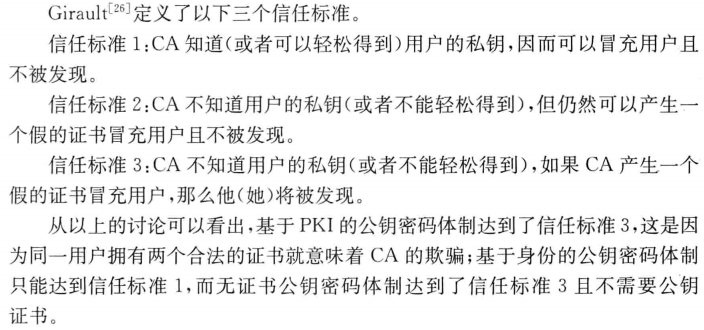 Girault[26]定义了以下三个信任标准。
信任标准 1:CA 知道(或者可以轻松得到)用户的私钥,因而可以冒充用户且
不被发现。
信任标准 2:CA 不知道用户的私钥(或者不能轻松得到),但仍然可以产生一
个假的证书冒充用户且不被发现。
信任标准 3:CA 不知道用户的私钥(或者不能轻松得到),如果 CA 产生一个
假的证书冒充用户,那么他(她)将被发现。
从以上的讨论可以看出,基于 PKI 的公钥密码体制达到了信任标准 3,这是因
为同一用户拥有两个合法的证书就意味着 CA 的欺骗;基于身份的公钥密码体制
只能达到信任标准 1,而无证书公钥密码体制达到了信任标准 3 且不需要公钥
证书。